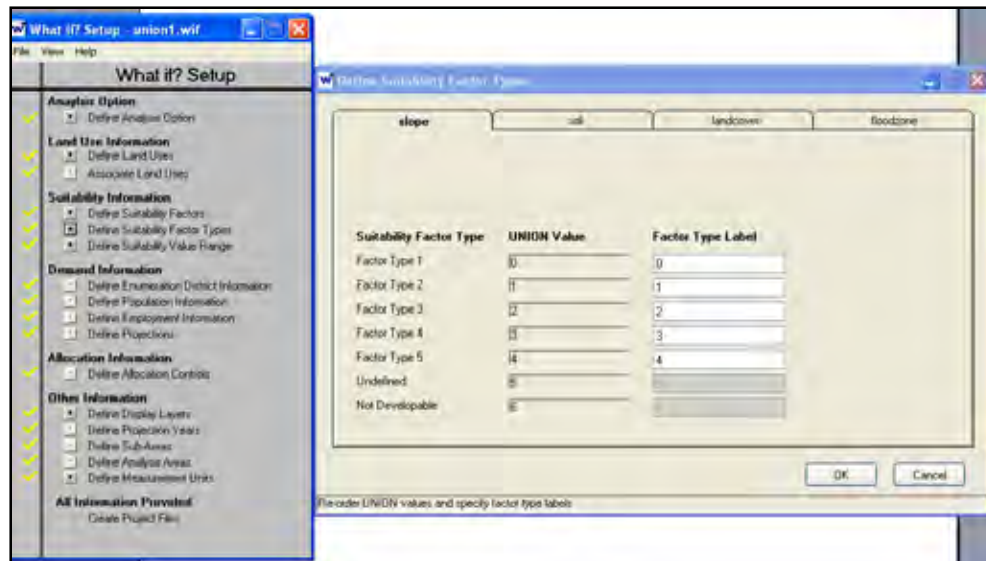 What if? Setup - union1.wif
File View Help
What if? Setup
Anaylsis Option
Define Analysis Option
Land Use Information
Define Land Uses
Associate Land Uses
Suitability Information
Define Suitability Factors
Define Suitability Factor Types
Define Suitability Value Range
Demand Information
Define Enumeration District Information
Define Population Information
Define Employment Information
Define Projections
Allocation Information
Define Allocation Controls
Other Information
Define Display Layers
Define Projection Years
Define Sub-Areas
Define Analysis Areas
Define Measurement Units
All Information Provided
Create Project Files
Define Suitability Factor Types
slope soil landcover floodzone
Suitability Factor Type UNION Value Factor Type Label
Factor Type 1 0 0
Factor Type 2 1 1
Factor Type 3 2 2
Factor Type 4 3 3
Factor Type 5 4 4
Undefined
Not Developable
OK Cancel
Re-order UNION values and specify factor type labels